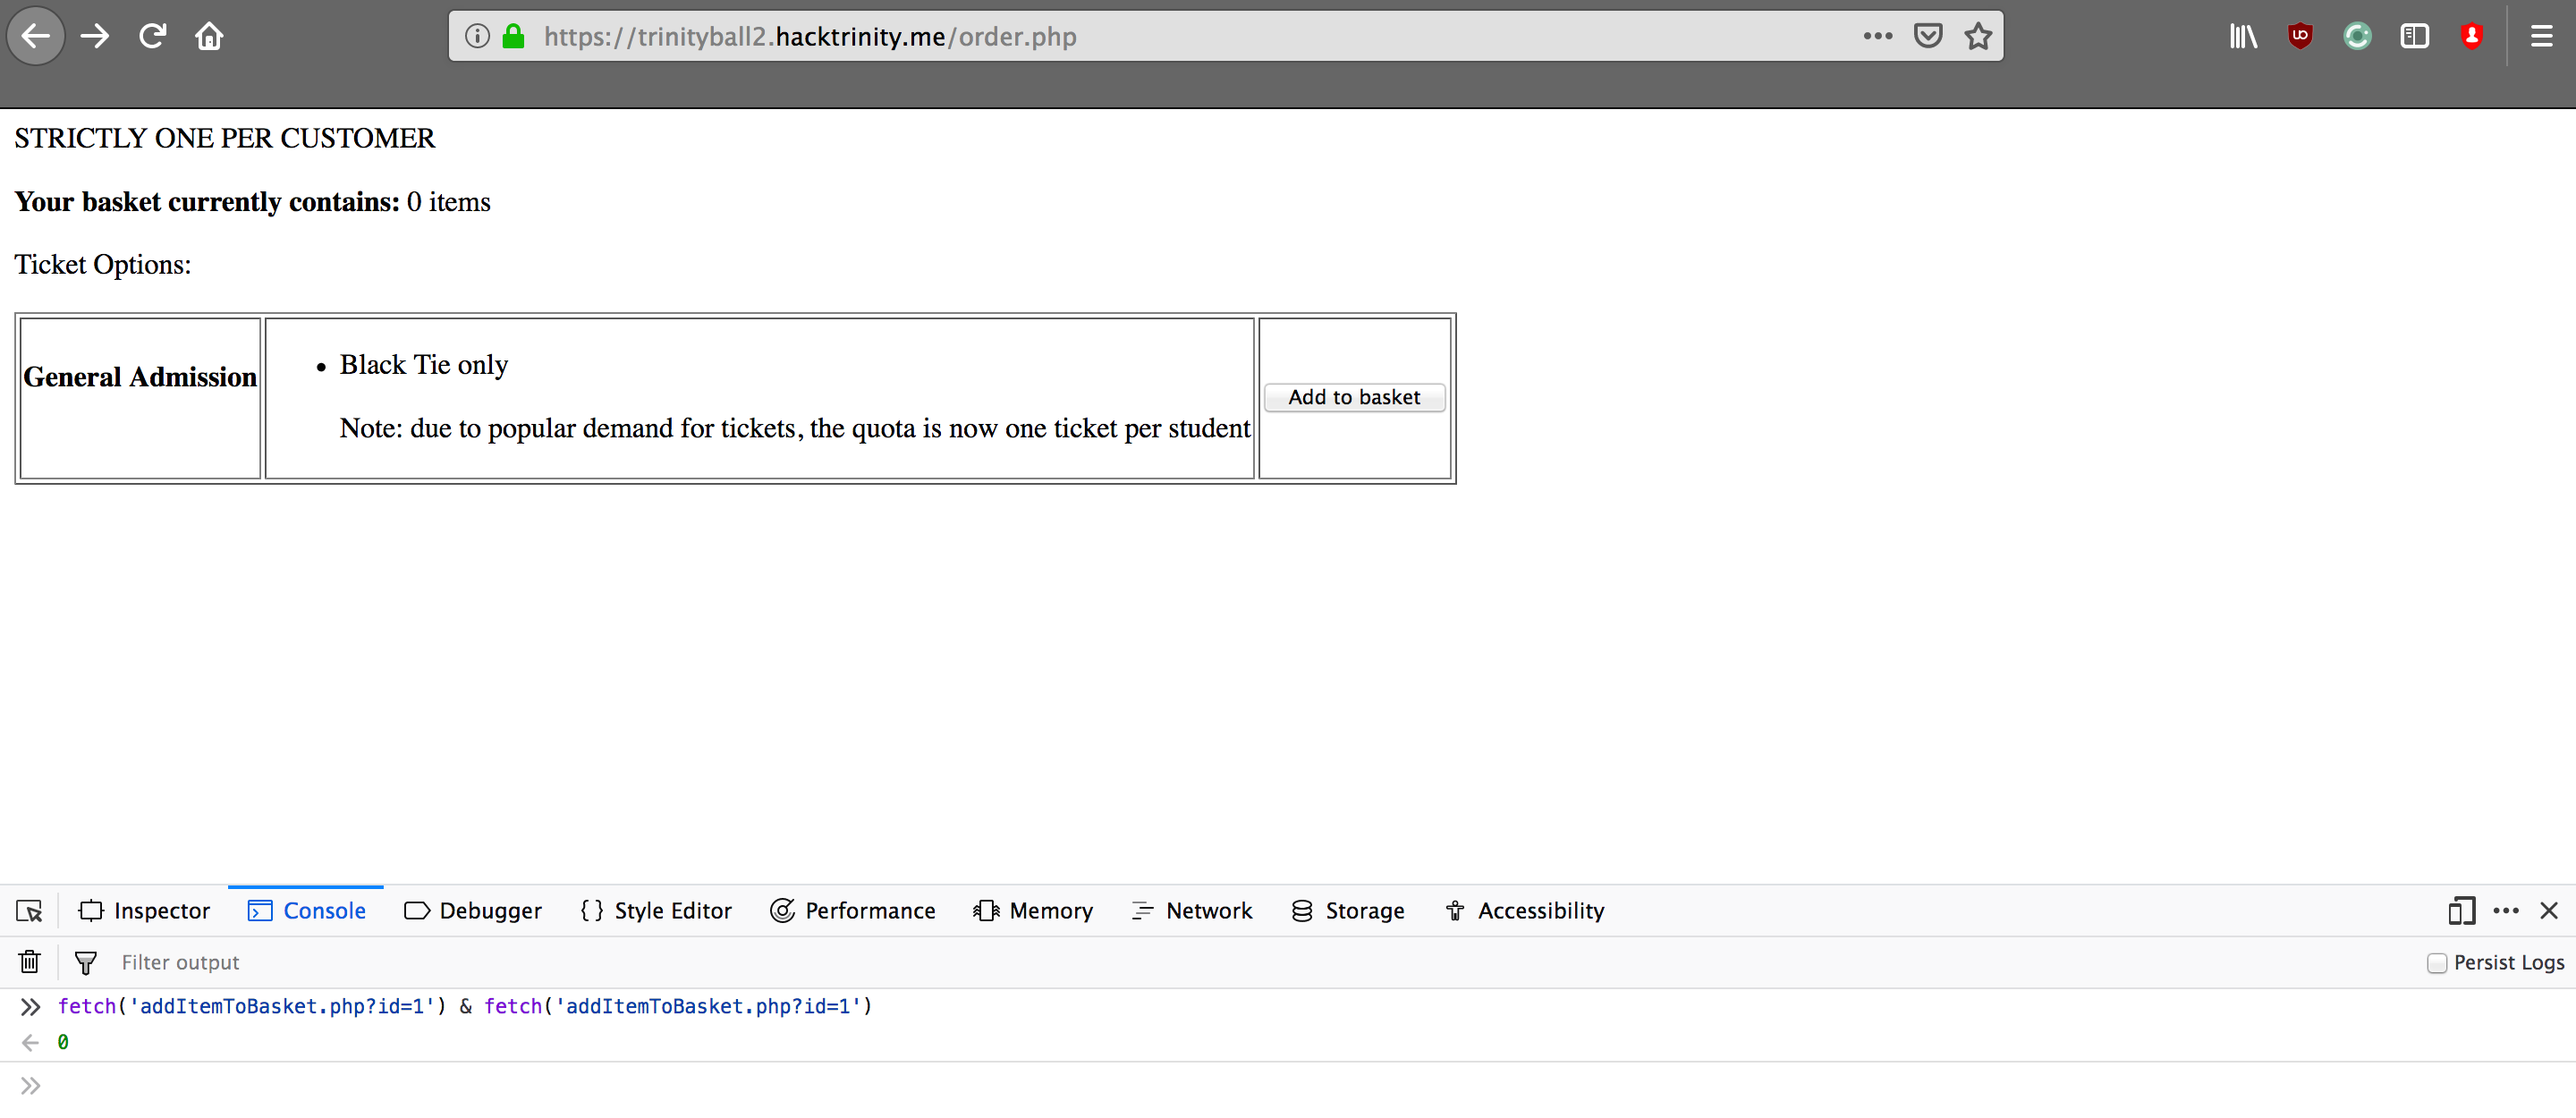 https://trinityball2.hacktrinity.me/order.php
STRICTLY ONE PER CUSTOMER
Your basket currently contains: 0 items
Ticket Options:
General Admission
• Black Tie only
Note: due to popular demand for tickets, the quota is now one ticket per student
Add to basket
Inspector Console Debugger {} Style Editor Performance Memory Network Storage Accessibility
Filter output Persist Logs
fetch('addItemToBasket.php?id=1') & fetch('addItemToBasket.php?id=1')
0